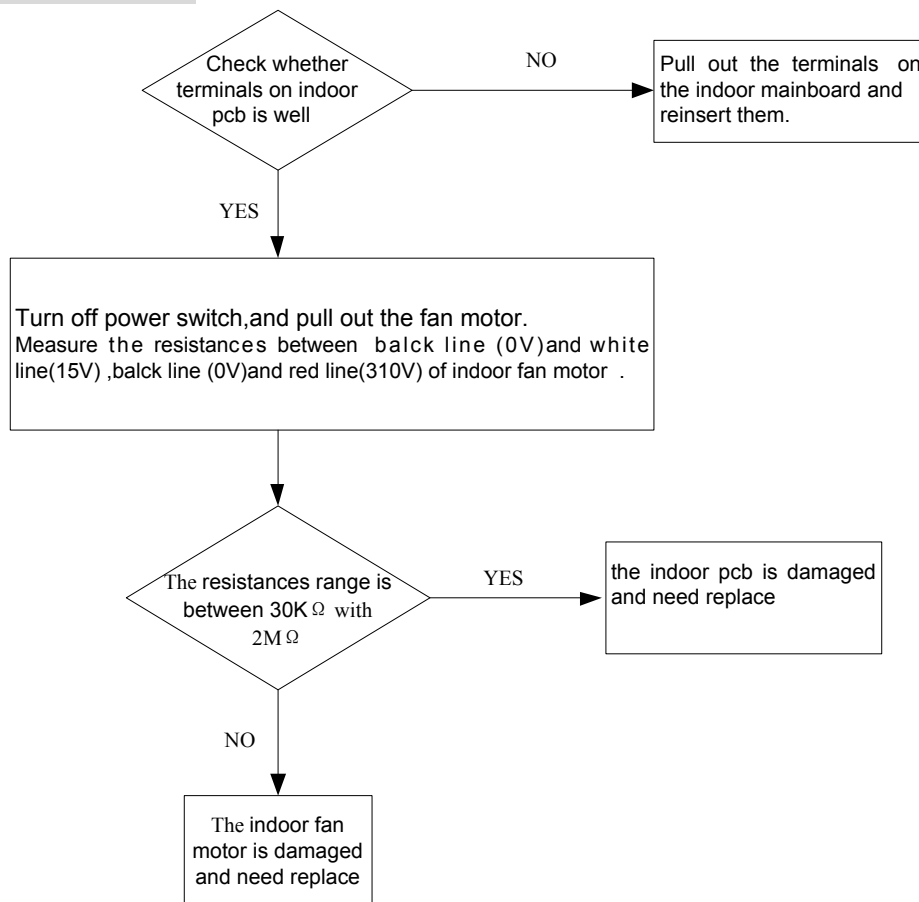 Check whether
terminals on indoor
pcb is well
NO
Pull out the terminals on
the indoor mainboard and
reinsert them.
YES
Turn off power switch,and pull out the fan motor.
Measure the resistances between balck line (0V)and white
line(15V) ,balck line (0V)and red line(310V) of indoor fan motor .
The resistances range is
between 30KΩ with
2MΩ
YES
the indoor pcb is damaged
and need replace
NO
The indoor fan
motor is damaged
and need replace